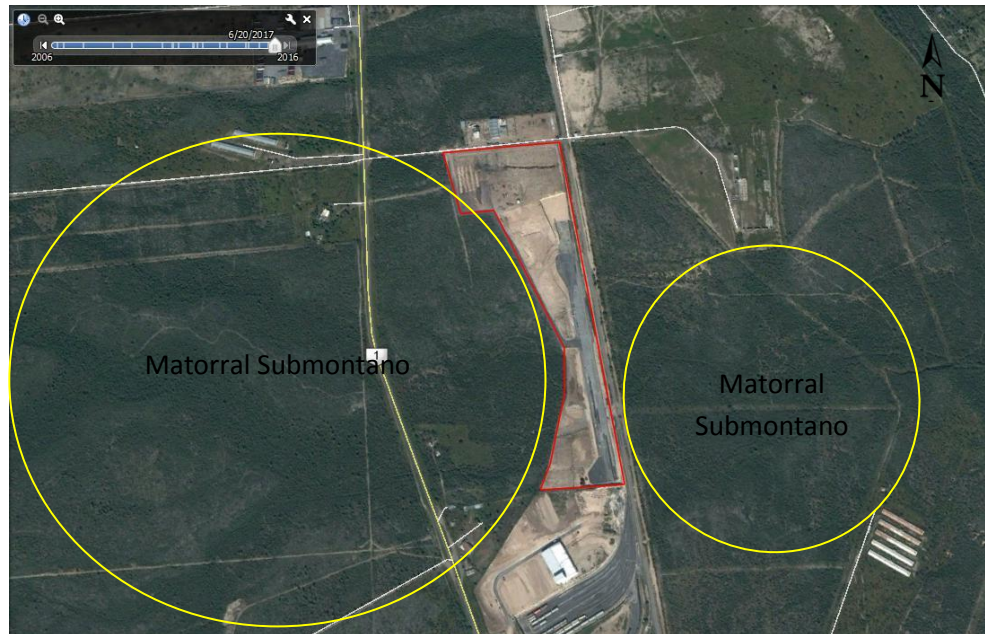 6/20/2017
2006
2016
N
Matorral Submontano
1
Matorral
Submontano